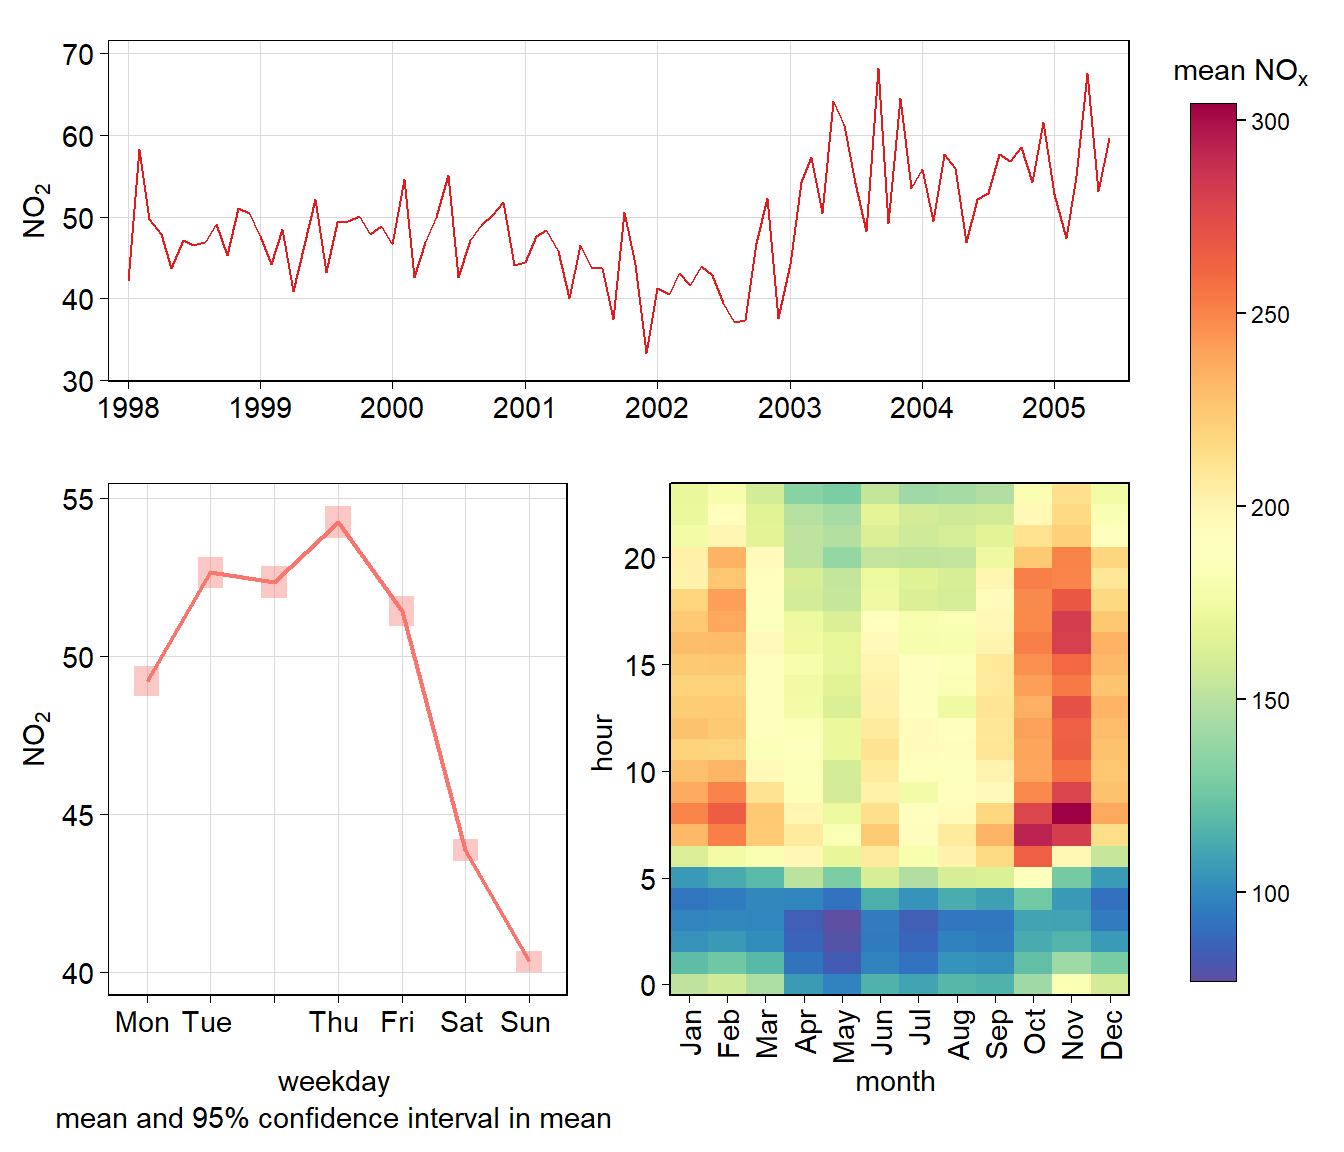 70
60
50
40
30
NO₂
1998 1999 2000 2001 2002 2003 2004 2005
mean NOₓ
300
250
200
150
100
55
50
45
40
NO₂
Mon Tue Thu Fri Sat Sun
weekday
mean and 95% confidence interval in mean
20
15
10
5
0
hour
Jan Feb Mar Apr May Jun Jul Aug Sep Oct Nov Dec
month